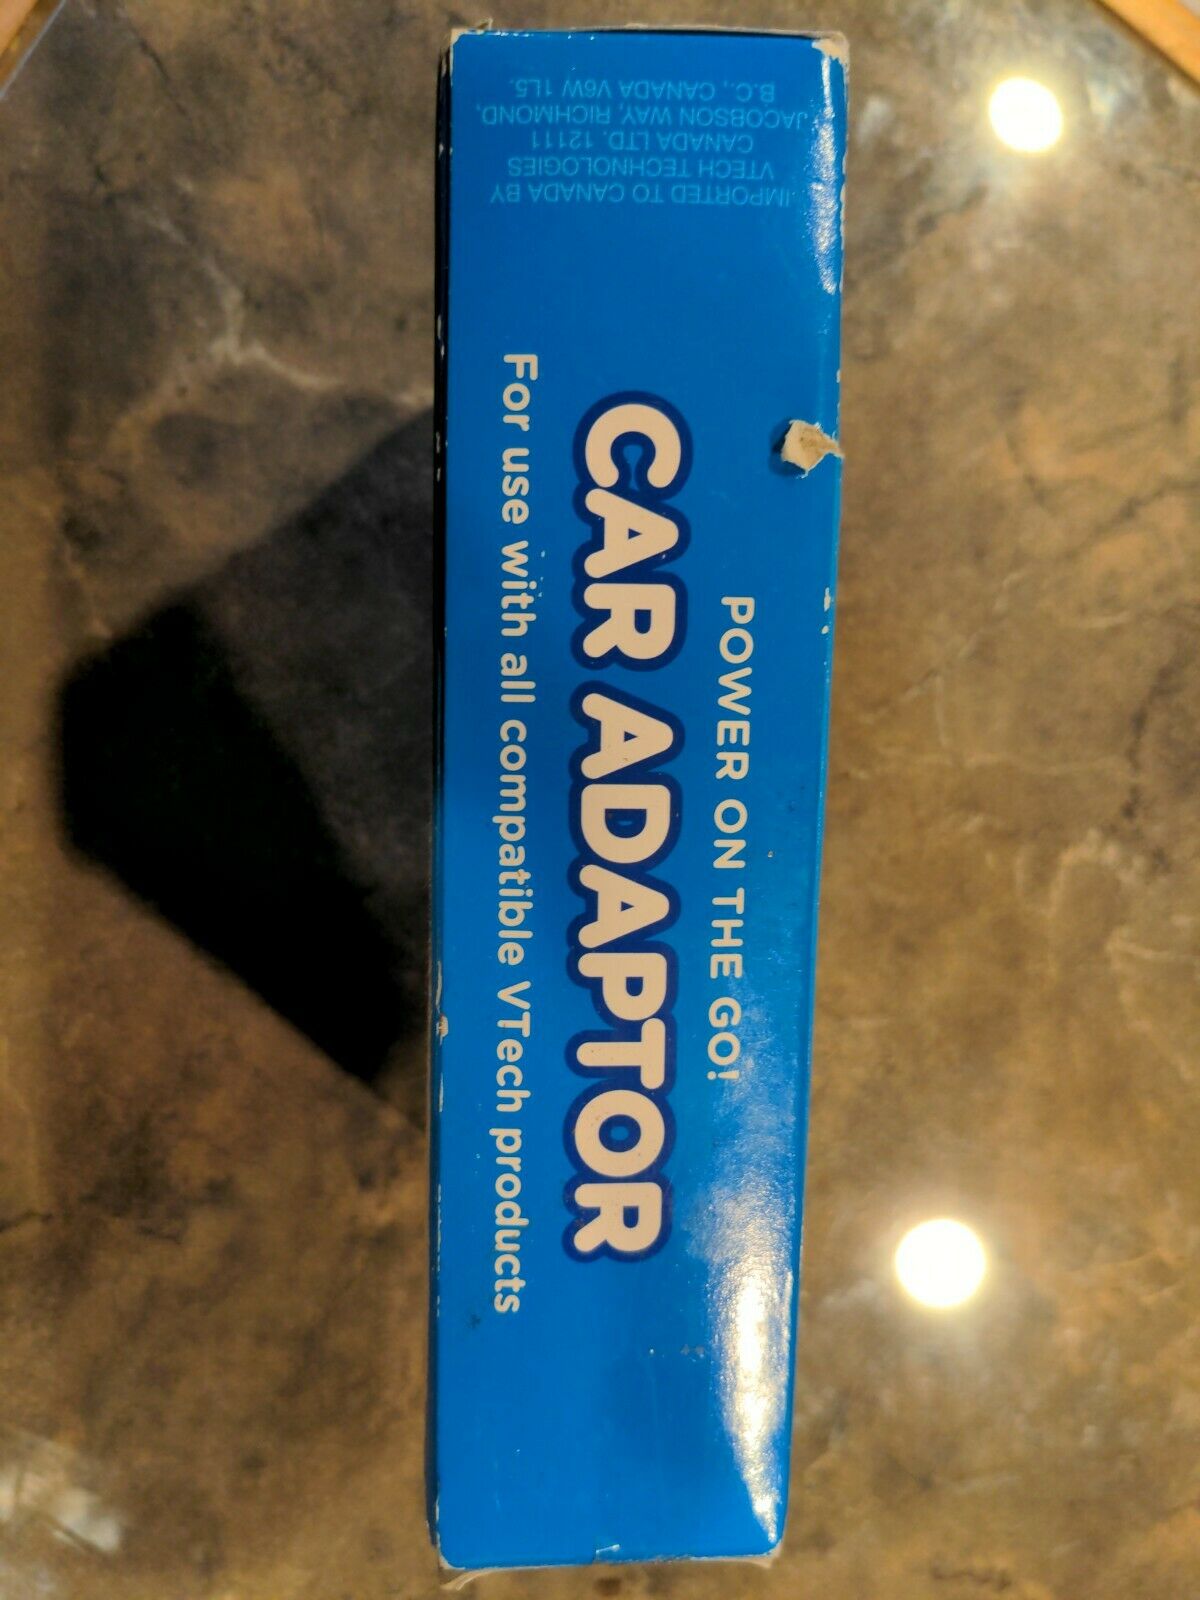 POWER ON THE GO!
CAR ADAPTOR
For use with all compatible VTech products
IMPORTED TO CANADA BY
VTECH TECHNOLOGIES
CANADA LTD. 12111
JACOBSON WAY, RICHMOND,
B.C., CANADA V6W 1L5.